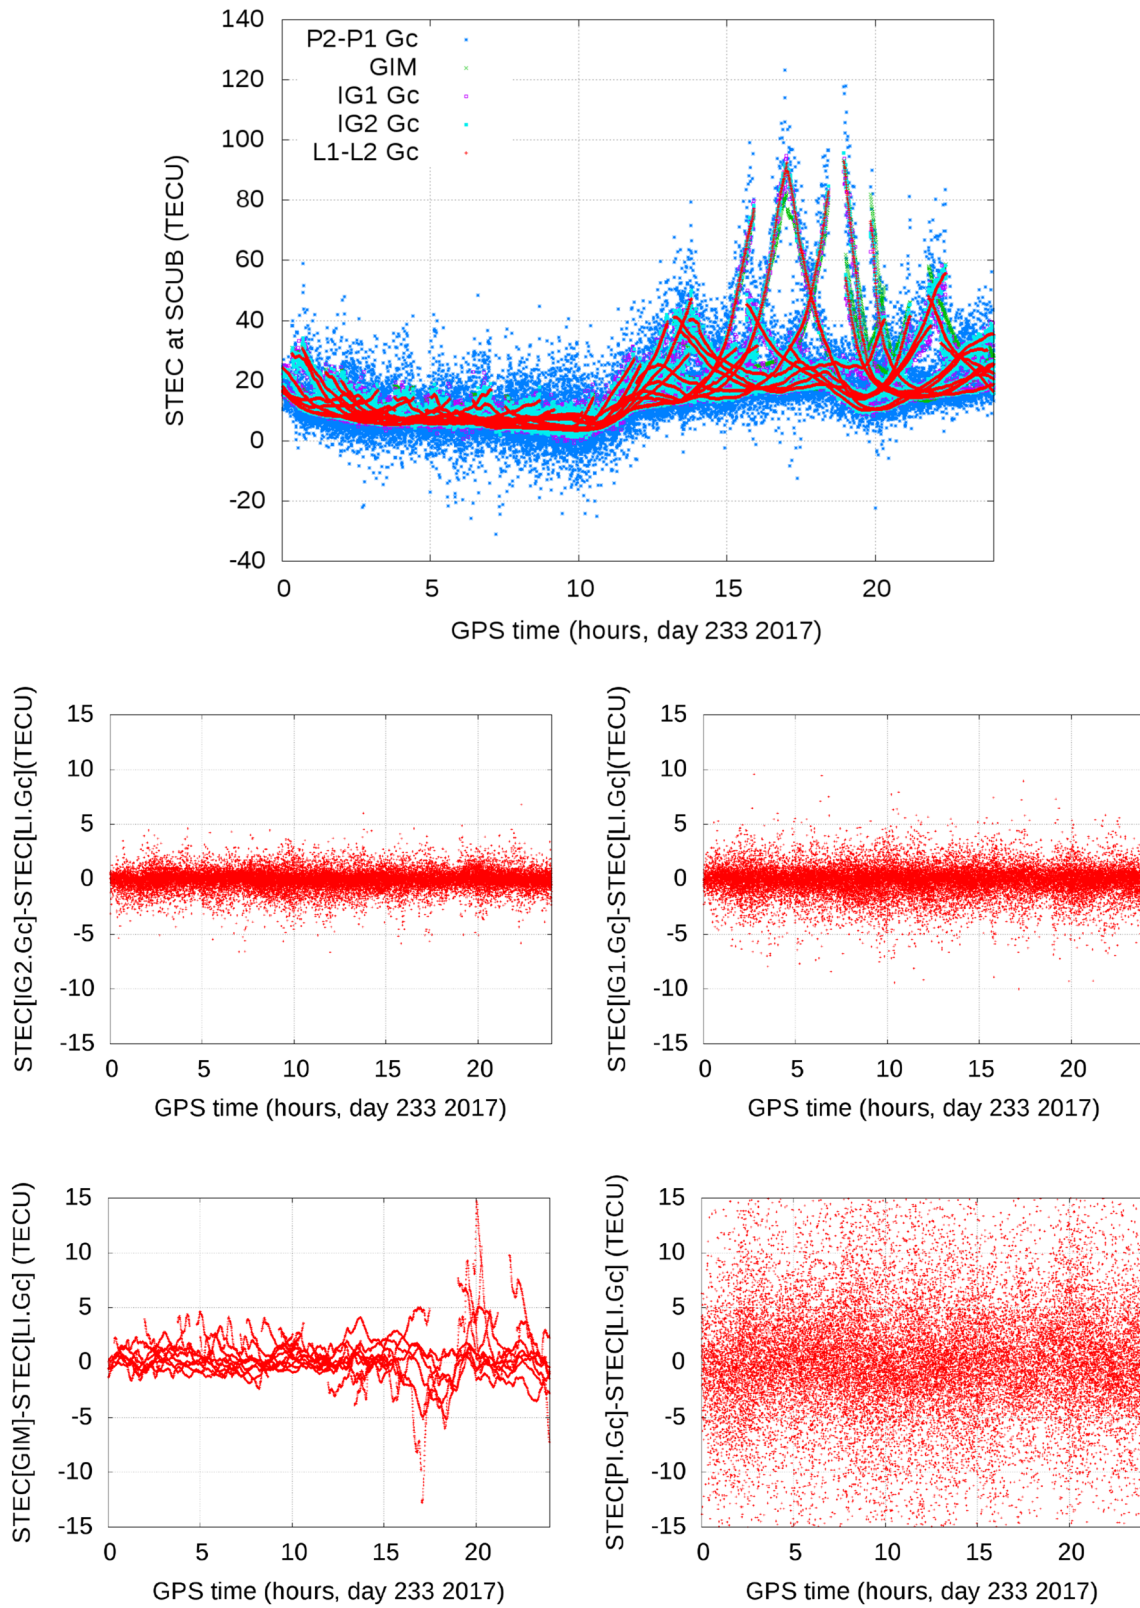 140
120
100
80
60
40
20
0
-20
-40
STEC at SCUB (TECU)
P2-P1 Gc
GIM
IG1 Gc
IG2 Gc
L1-L2 Gc
0 5 10 15 20
GPS time (hours, day 233 2017)
15
10
5
0
-5
-10
-15
STEC[IG2.Gc]-STEC[LI.Gc](TECU)
0 5 10 15 20
GPS time (hours, day 233 2017)
15
10
5
0
-5
-10
-15
STEC[IG1.Gc]-STEC[LI.Gc](TECU)
0 5 10 15 20
GPS time (hours, day 233 2017)
15
10
5
0
-5
-10
-15
STEC[GIM]-STEC[LI.Gc] (TECU)
0 5 10 15 20
GPS time (hours, day 233 2017)
15
10
5
0
-5
-10
-15
STEC[PI.Gc]-STEC[LI.Gc] (TECU)
0 5 10 15 20
GPS time (hours, day 233 2017)